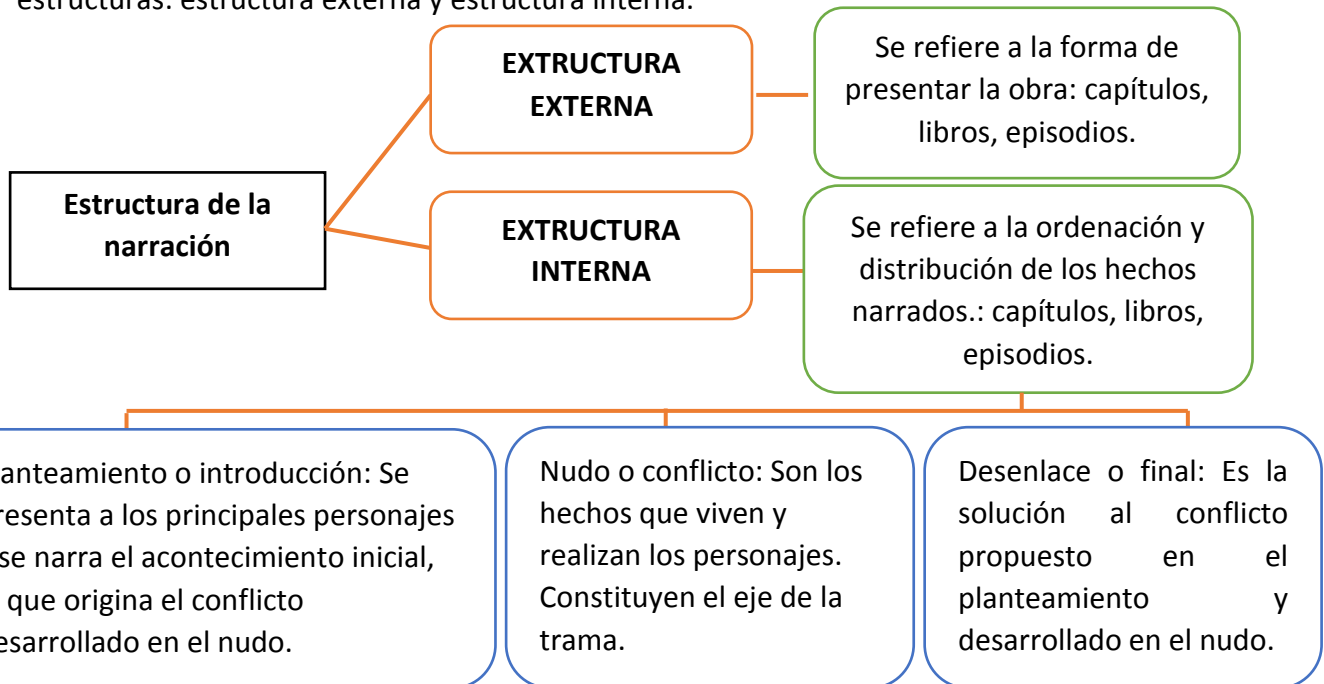 estructuras: estructura externa y estructura interna.
EXTRUCTURA
EXTERNA
Se refiere a la forma de
presentar la obra: capítulos,
libros, episodios.
Estructura de la
narración
EXTRUCTURA
INTERNA
Se refiere a la ordenación y
distribución de los hechos
narrados.: capítulos, libros,
episodios.
lanteamiento o introducción: Se
resenta a los principales personajes
se narra el acontecimiento inicial,
que origina el conflicto
esarrollado en el nudo.
Nudo o conflicto: Son los
hechos que viven y
realizan los personajes.
Constituyen el eje de la
trama.
Desenlace o final: Es la
solución al conflicto
propuesto en el
planteamiento y
desarrollado en el nudo.